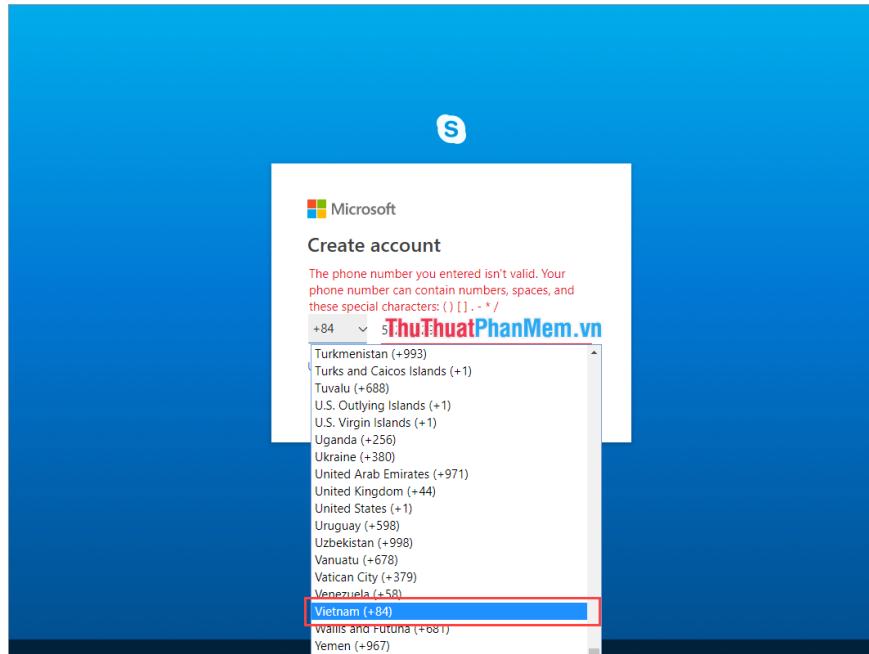 S
Microsoft
Create account
The phone number you entered isn't valid. Your
phone number can contain numbers, spaces, and
these special characters: ( ) [ ] . - * /
+84
ThuThuatPhanMem.vn
Turkmenistan (+993)
Turks and Caicos Islands (+1)
Tuvalu (+688)
U.S. Outlying Islands (+1)
U.S. Virgin Islands (+1)
Uganda (+256)
Ukraine (+380)
United Arab Emirates (+971)
United Kingdom (+44)
United States (+1)
Uruguay (+598)
Uzbekistan (+998)
Vanuatu (+678)
Vatican City (+379)
Venezuela (+58)
Vietnam (+84)
Wallis and Futuna (+681)
Yemen (+967)